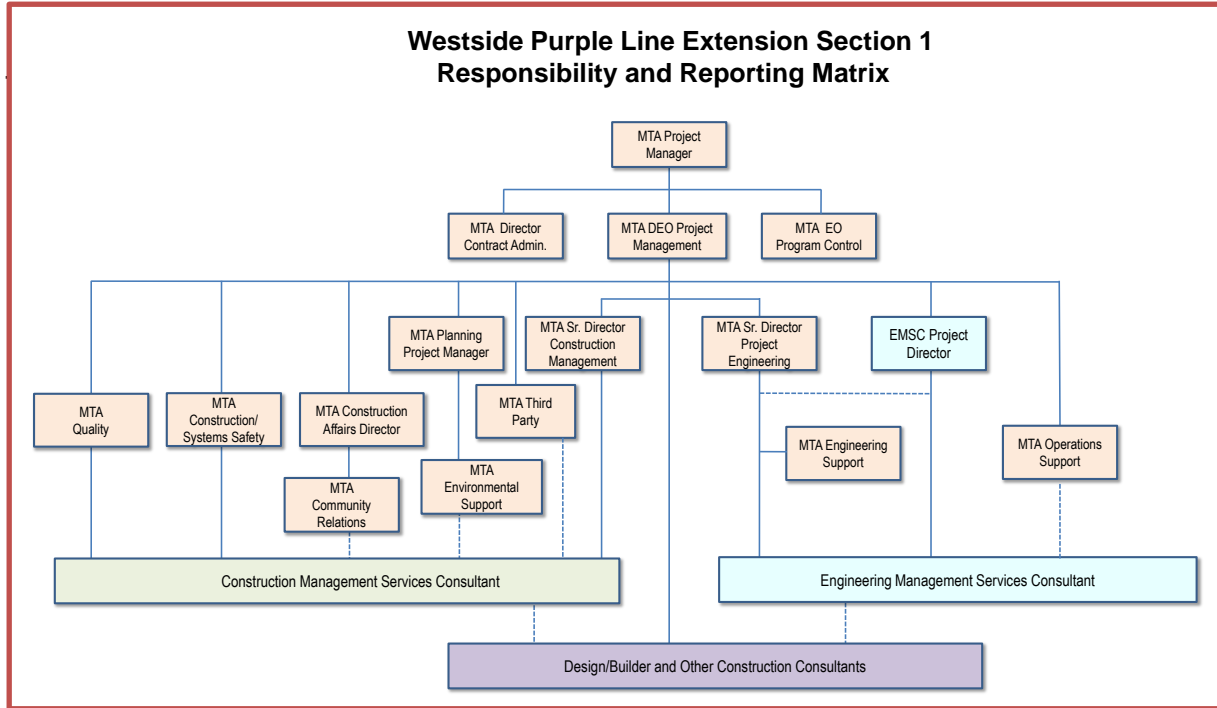 Westside Purple Line Extension Section 1
Responsibility and Reporting Matrix
MTA Project
Manager
MTA Director
Contract Admin.
MTA DEO Project
Management
MTA EO
Program Control
MTA Planning
Project Manager
MTA Sr. Director
Construction
Management
MTA Sr. Director
Project
Engineering
EMSC Project
Director
MTA
Quality
MTA
Construction/
Systems Safety
MTA Construction
Affairs Director
MTA Third
Party
MTA Engineering
Support
MTA Operations
Support
MTA
Community
Relations
MTA
Environmental
Support
Construction Management Services Consultant
Engineering Management Services Consultant
Design/Builder and Other Construction Consultants